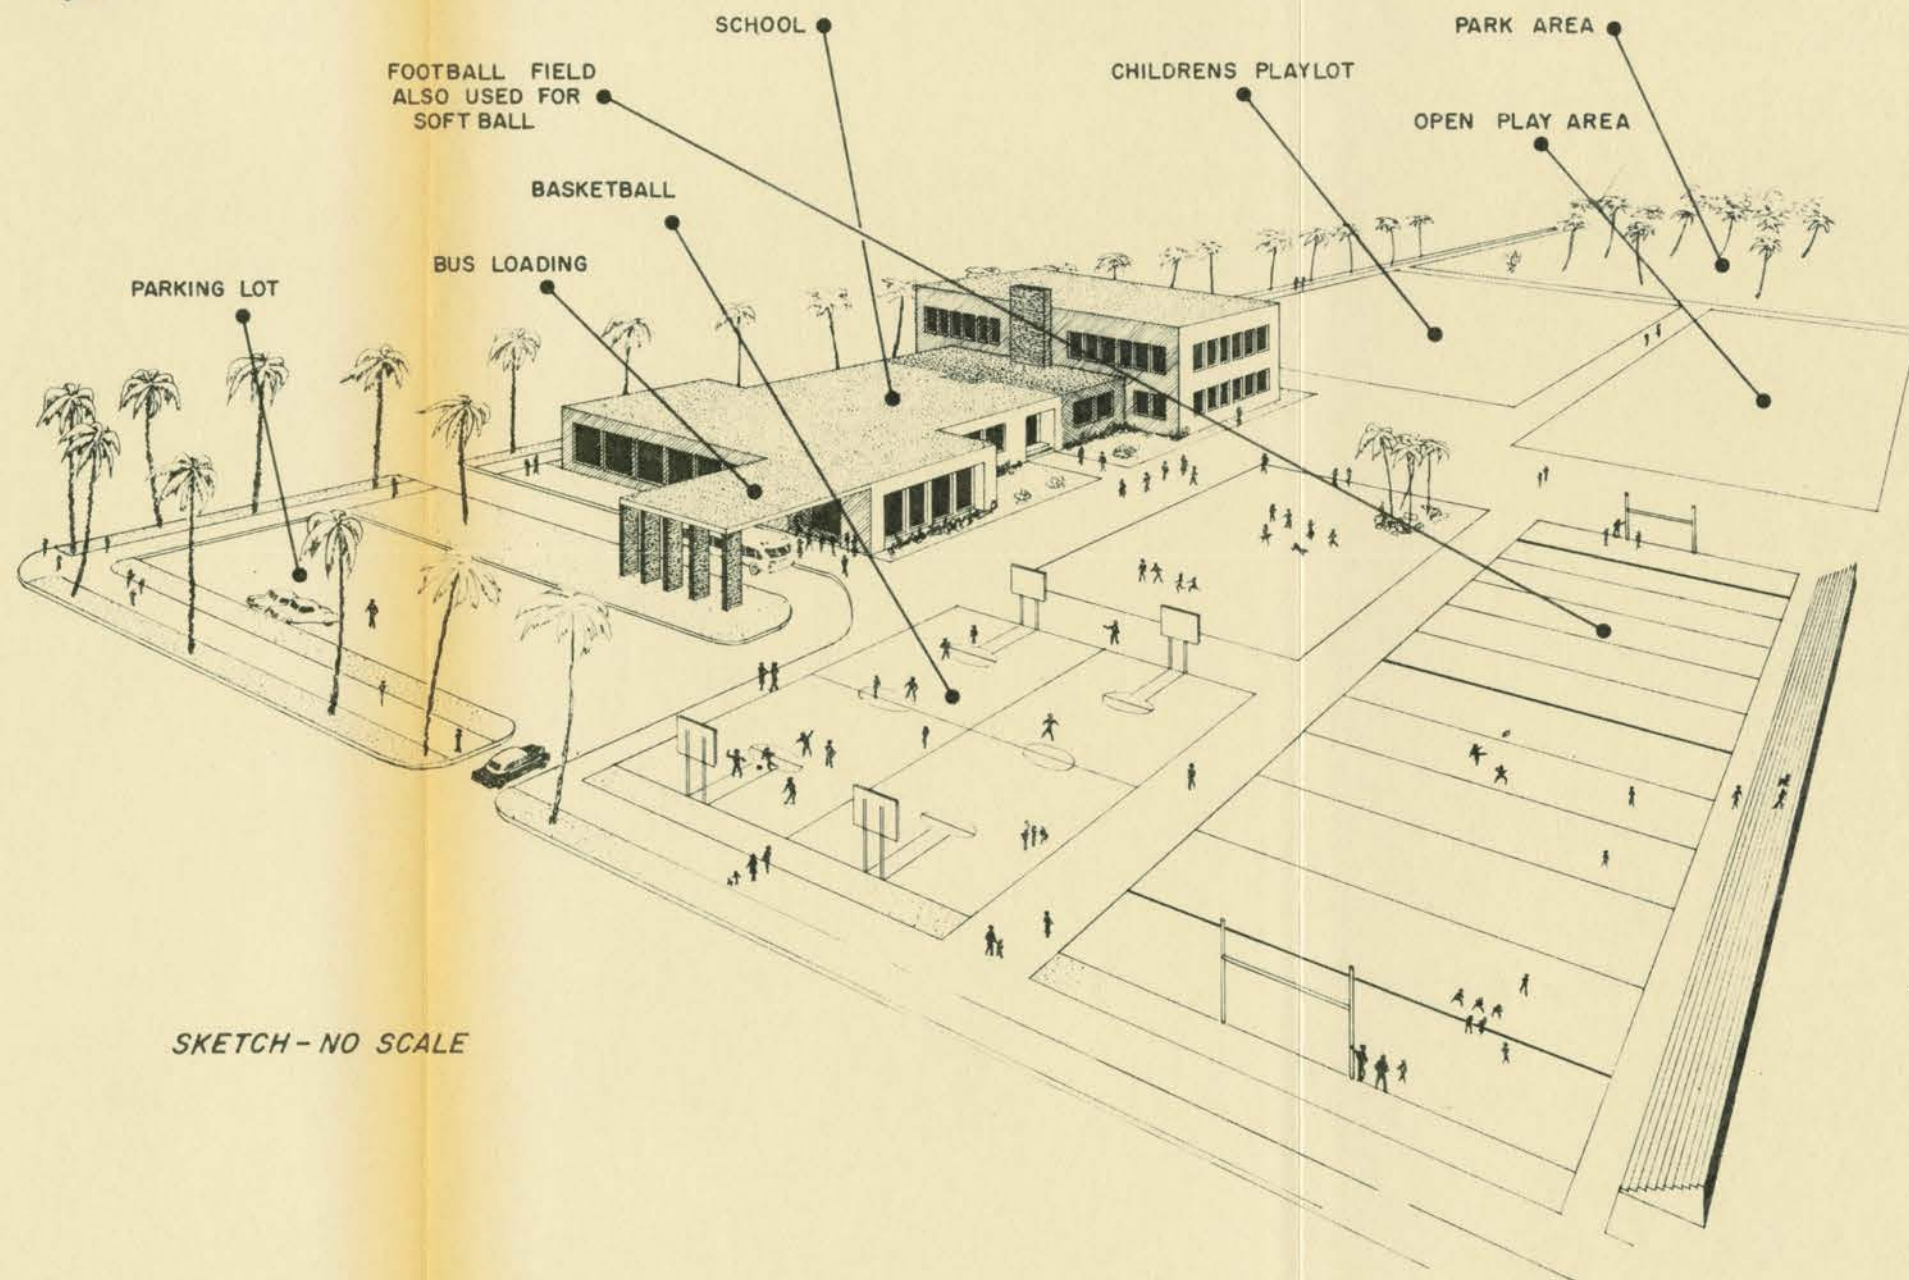 SCHOOL
PARK AREA
FOOTBALL FIELD
ALSO USED FOR
SOFT BALL
CHILDRENS PLAYLOT
OPEN PLAY AREA
BASKETBALL
BUS LOADING
PARKING LOT
SKETCH - NO SCALE